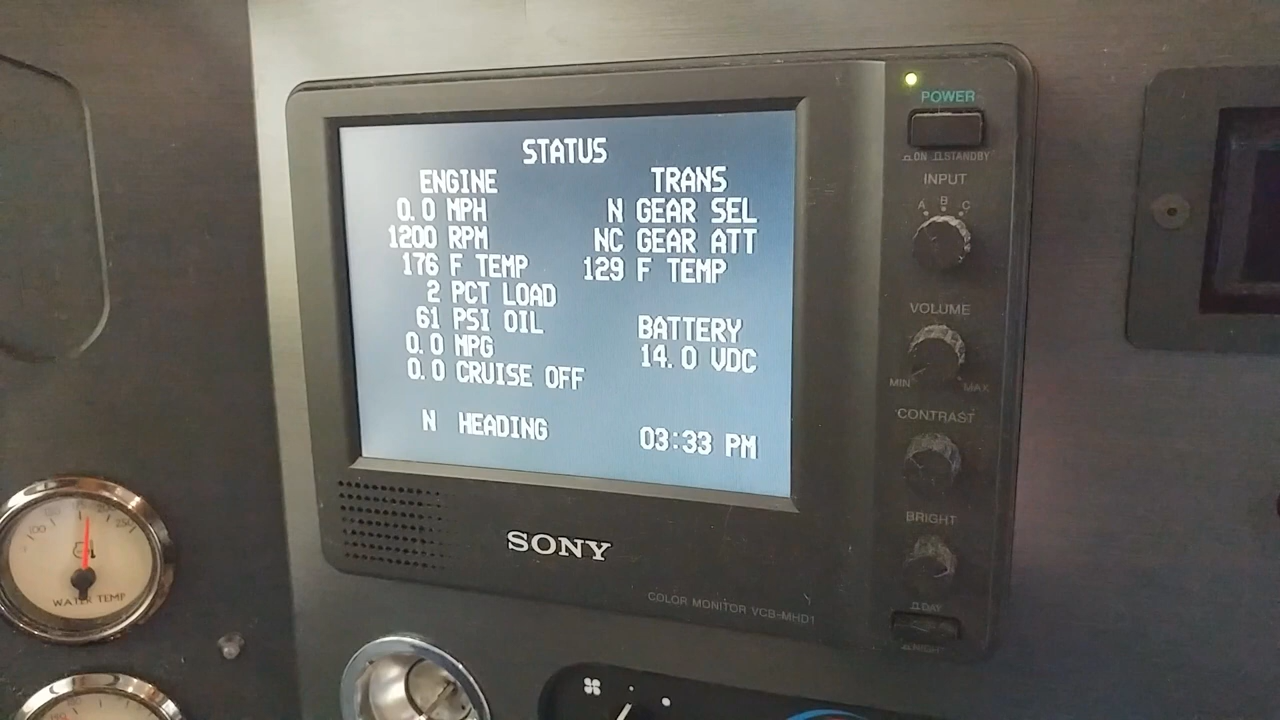 STATUS
ENGINE TRANS
0.0 MPH N GEAR SEL
1200 RPM NC GEAR ATT
176 F TEMP 129 F TEMP
2 PCT LOAD
61 PSI OIL BATTERY
0.0 MPG 14.0 VDC
0.0 CRUISE OFF
N HEADING 03:33 PM
SONY
COLOR MONITOR VCB-MHD1
POWER
ON STANDBY
INPUT
A B C
VOLUME
MIN MAX
CONTRAST
BRIGHT
DAY
NIGHT
100 250
WATER TEMP